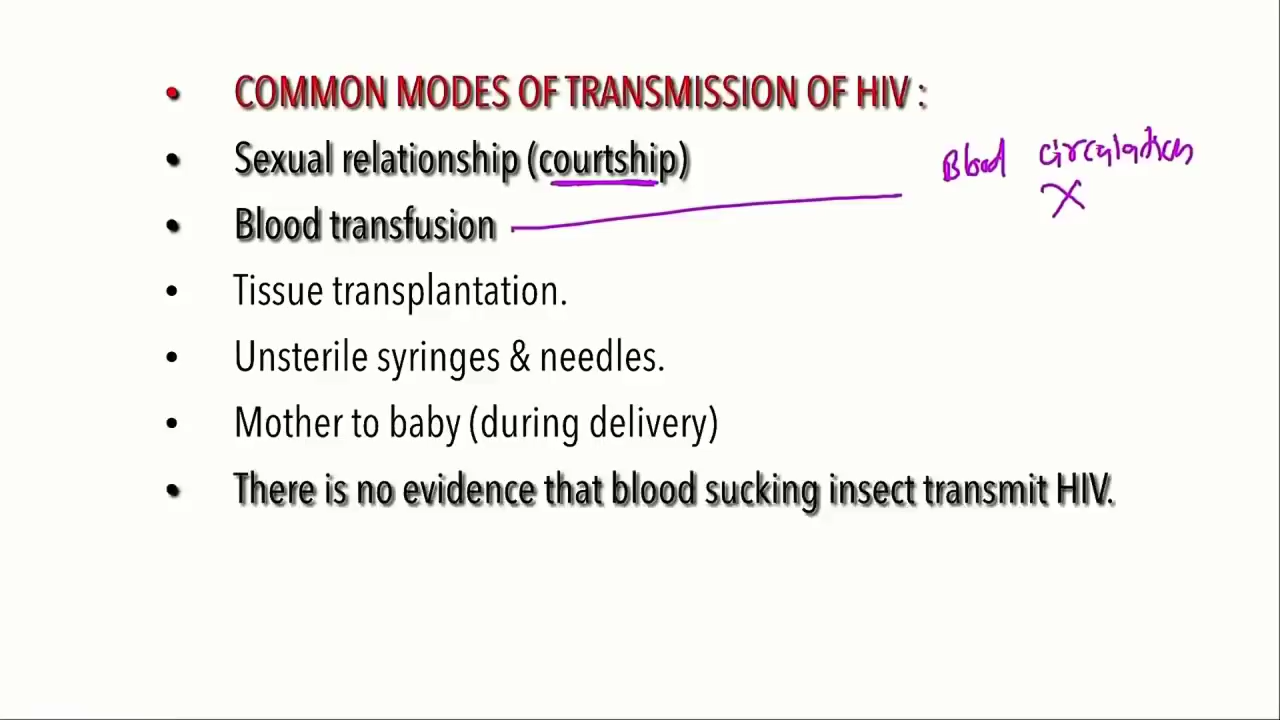 • COMMON MODES OF TRANSMISSION OF HIV :
• Sexual relationship (courtship)
Blood circulation
X
• Blood transfusion
• Tissue transplantation.
• Unsterile syringes & needles.
• Mother to baby (during delivery)
• There is no evidence that blood sucking insect transmit HIV.